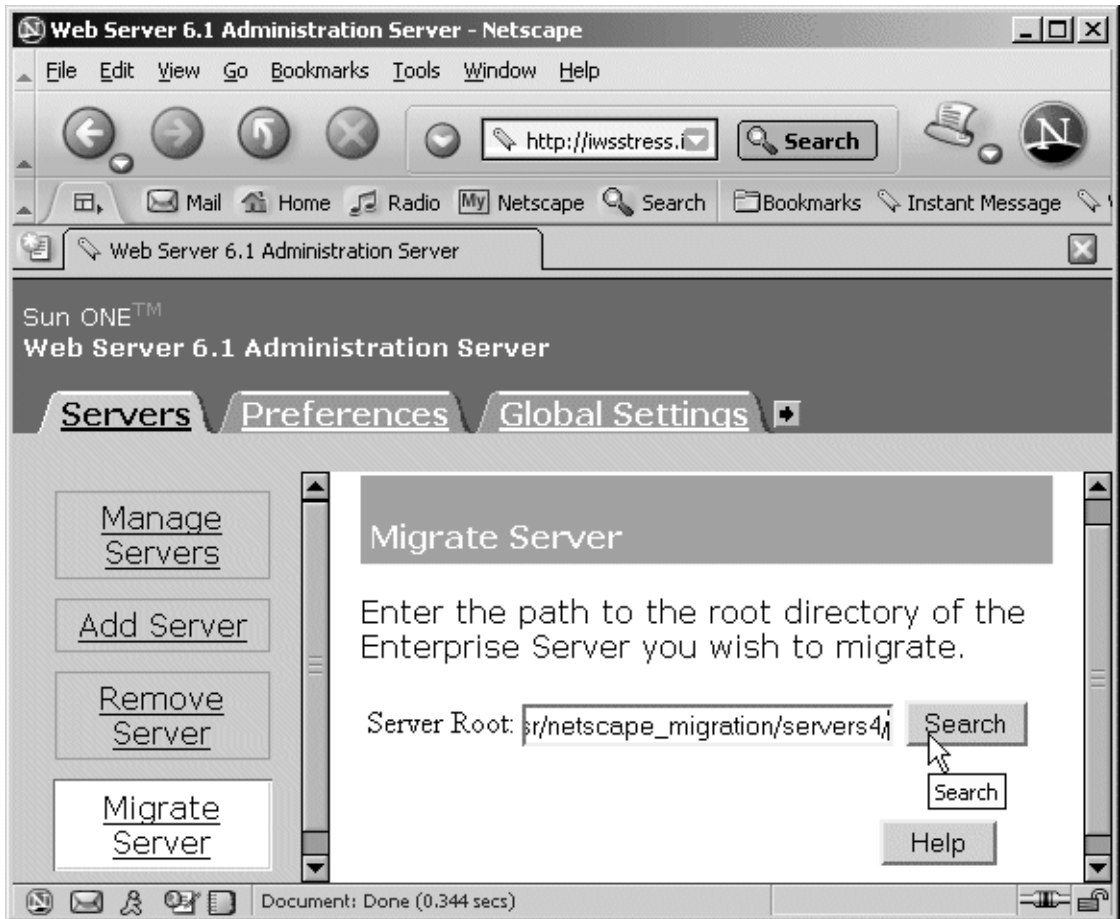 Web Server 6.1 Administration Server - Netscape
File Edit View Go Bookmarks Tools Window Help
http://iwsstress.i Search
Mail Home Radio My Netscape Search Bookmarks Instant Message
Web Server 6.1 Administration Server
Sun ONE™
Web Server 6.1 Administration Server
Servers Preferences Global Settings
Manage
Servers
Add Server
Remove
Server
Migrate
Server
Migrate Server
Enter the path to the root directory of the
Enterprise Server you wish to migrate.
Server Root: sr/netscape_migration/servers4/ Search
Search
Help
Document: Done (0.344 secs)